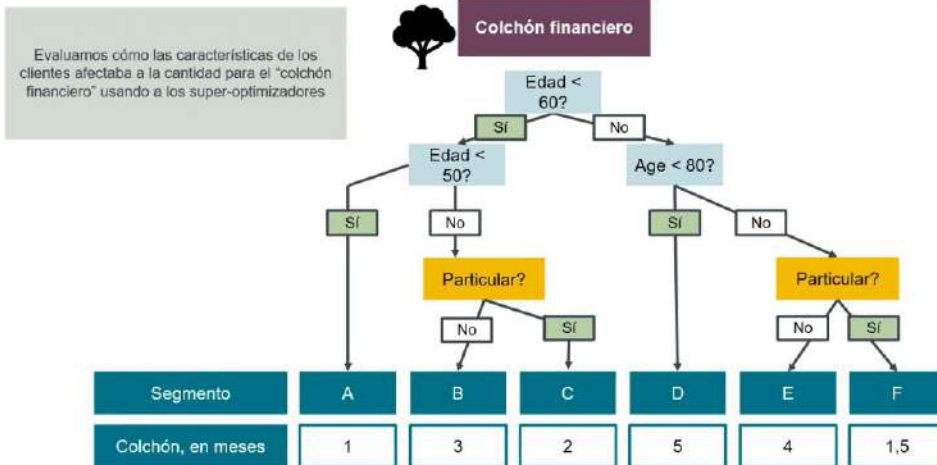 Colchón financiero
Evaluamos cómo las características de los
clientes afectaba a la cantidad para el "colchón
financiero" usando a los super-optimizadores
Edad <
60?
Sí
No
Edad <
50?
Age < 80?
Sí
No
Sí
No
Particular?
Particular?
No
Sí
No
Sí
Segmento
A
B
C
D
E
F
Colchón, en meses
1
3
2
5
4
1,5